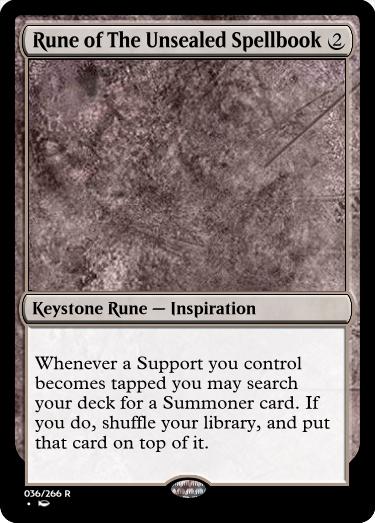 Rune of The Unsealed Spellbook 2
Keystone Rune — Inspiration
Whenever a Support you control
becomes tapped you may search
your deck for a Summoner card. If
you do, shuffle your library, and put
that card on top of it.
036/266 R